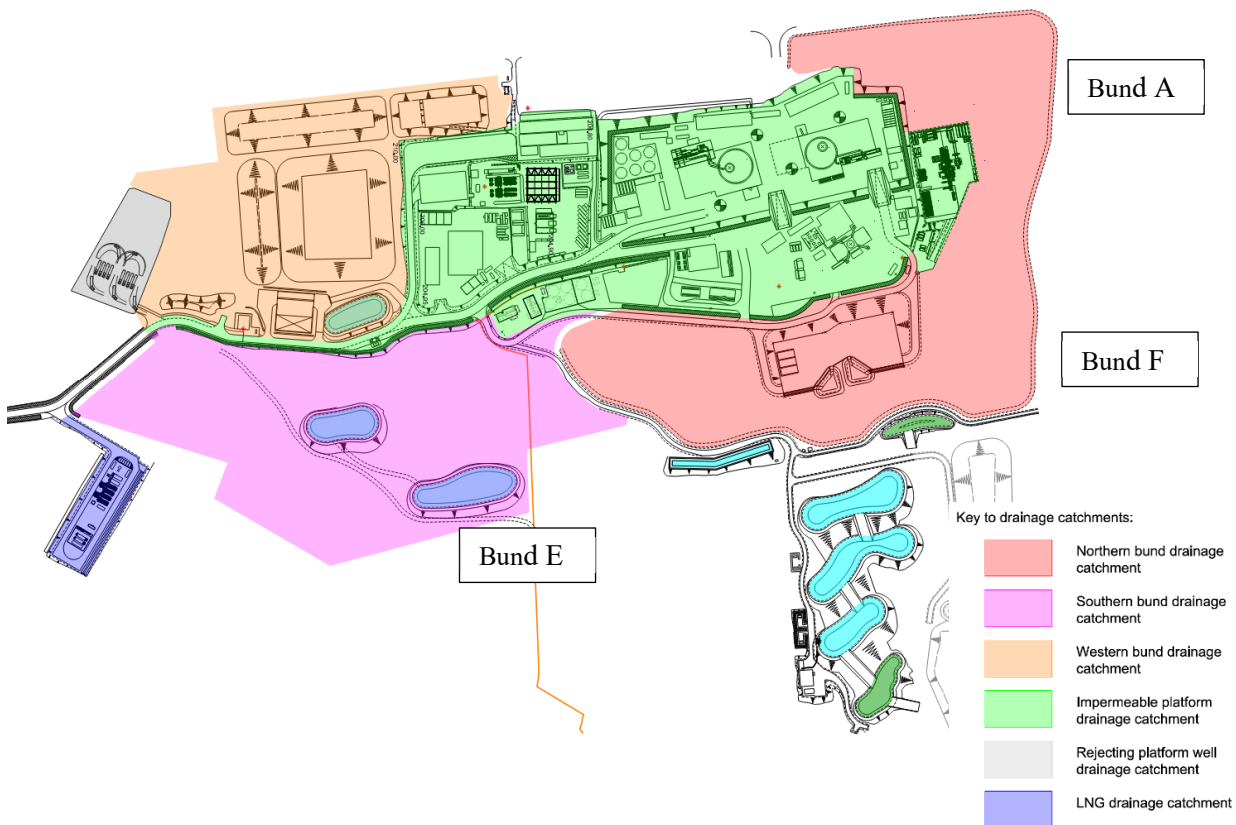 Bund A
Bund F
Bund E
Key to drainage catchments:
Northern bund drainage
catchment
Southern bund drainage
catchment
Western bund drainage
catchment
Impermeable platform
drainage catchment
Rejecting platform well
drainage catchment
LNG drainage catchment